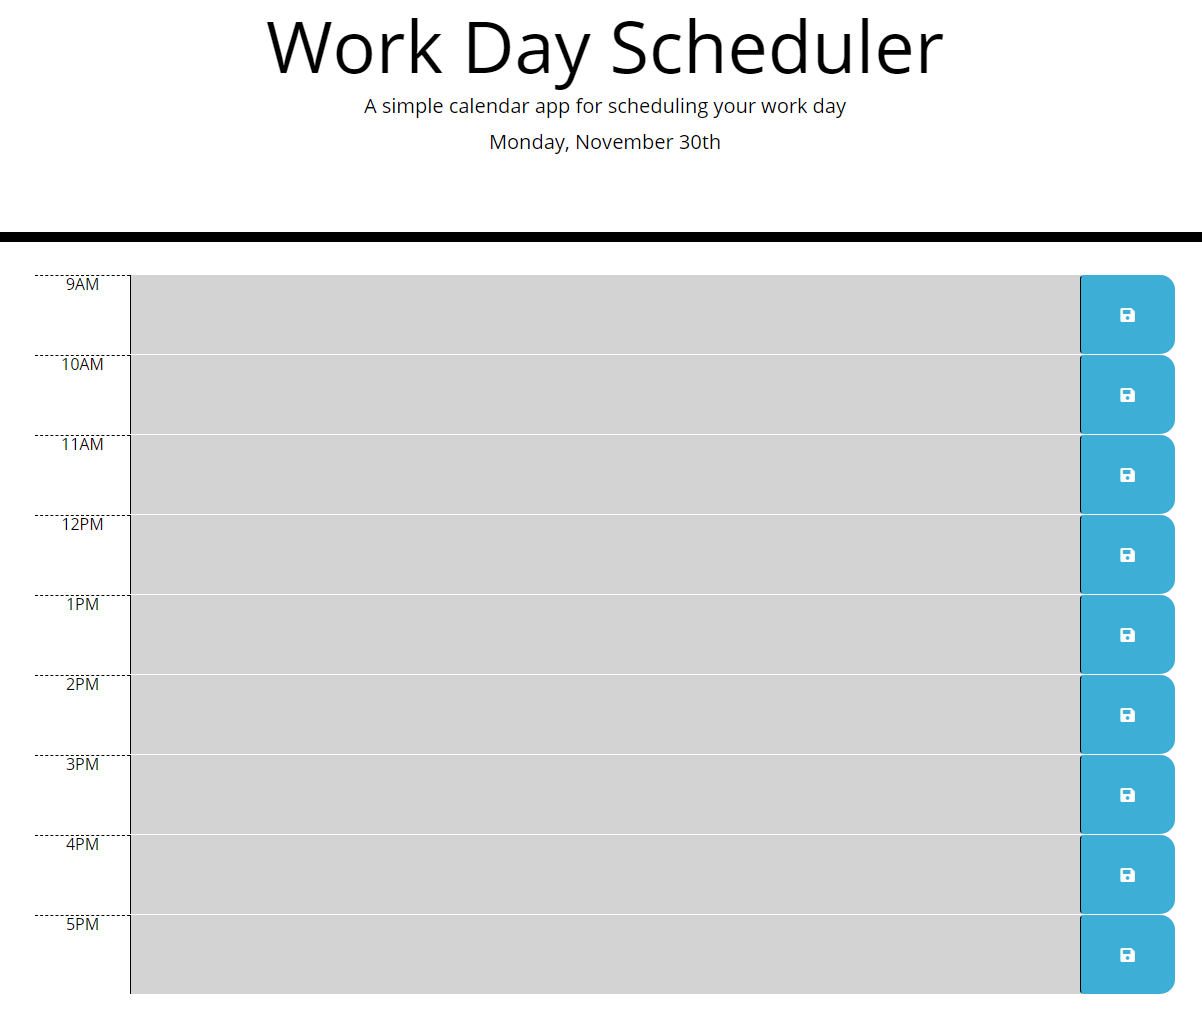 Work Day Scheduler
A simple calendar app for scheduling your work day
Monday, November 30th
9AM
10AM
11AM
12PM
1PM
2PM
3PM
4PM
5PM